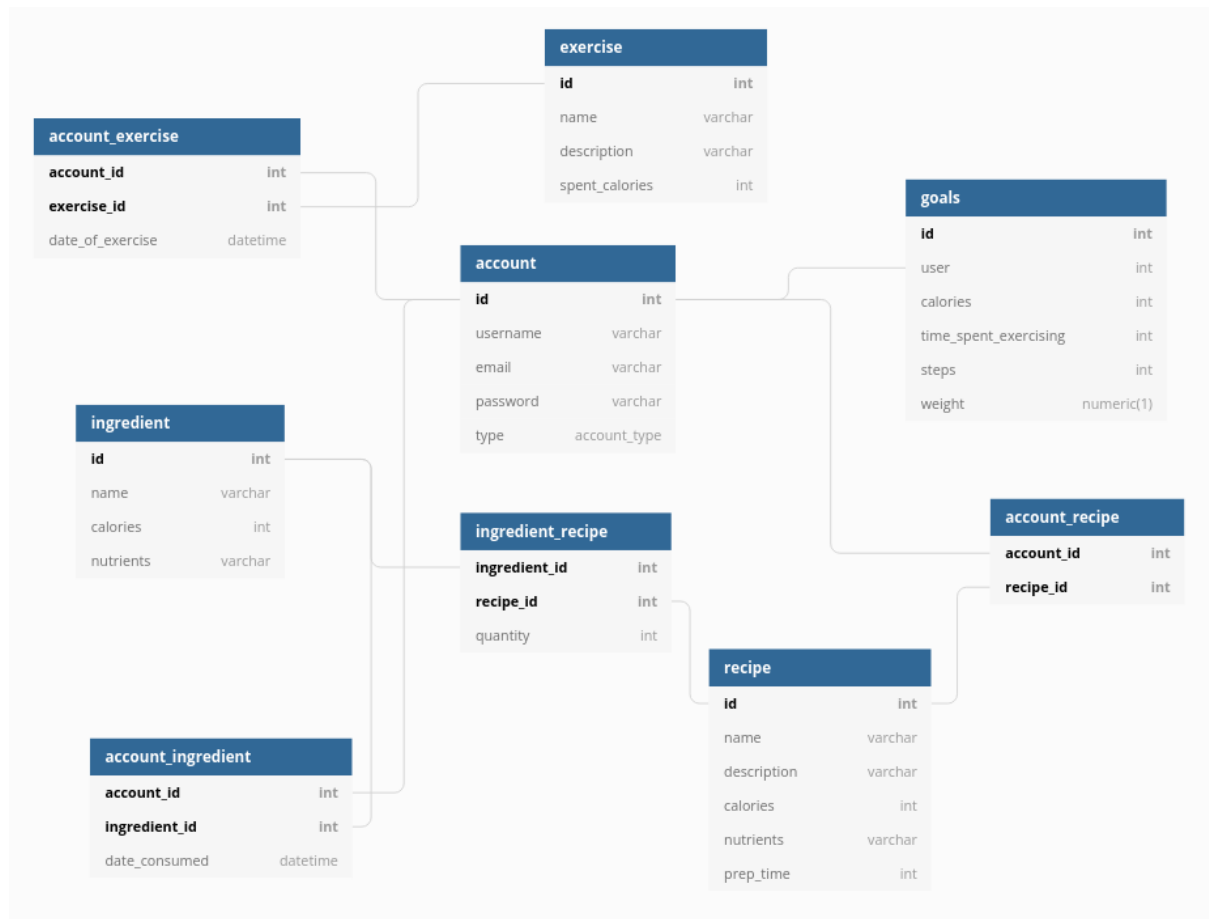 exercise
id int
name varchar
description varchar
spent_calories int
account_exercise
account_id int
exercise_id int
date_of_exercise datetime
goals
id int
user int
calories int
time_spent_exercising int
steps int
weight numeric(1)
account
id int
username varchar
email varchar
password varchar
type account_type
ingredient
id int
name varchar
calories int
nutrients varchar
ingredient_recipe
ingredient_id int
recipe_id int
quantity int
account_recipe
account_id int
recipe_id int
recipe
id int
name varchar
description varchar
calories int
nutrients varchar
prep_time int
account_ingredient
account_id int
ingredient_id int
date_consumed datetime